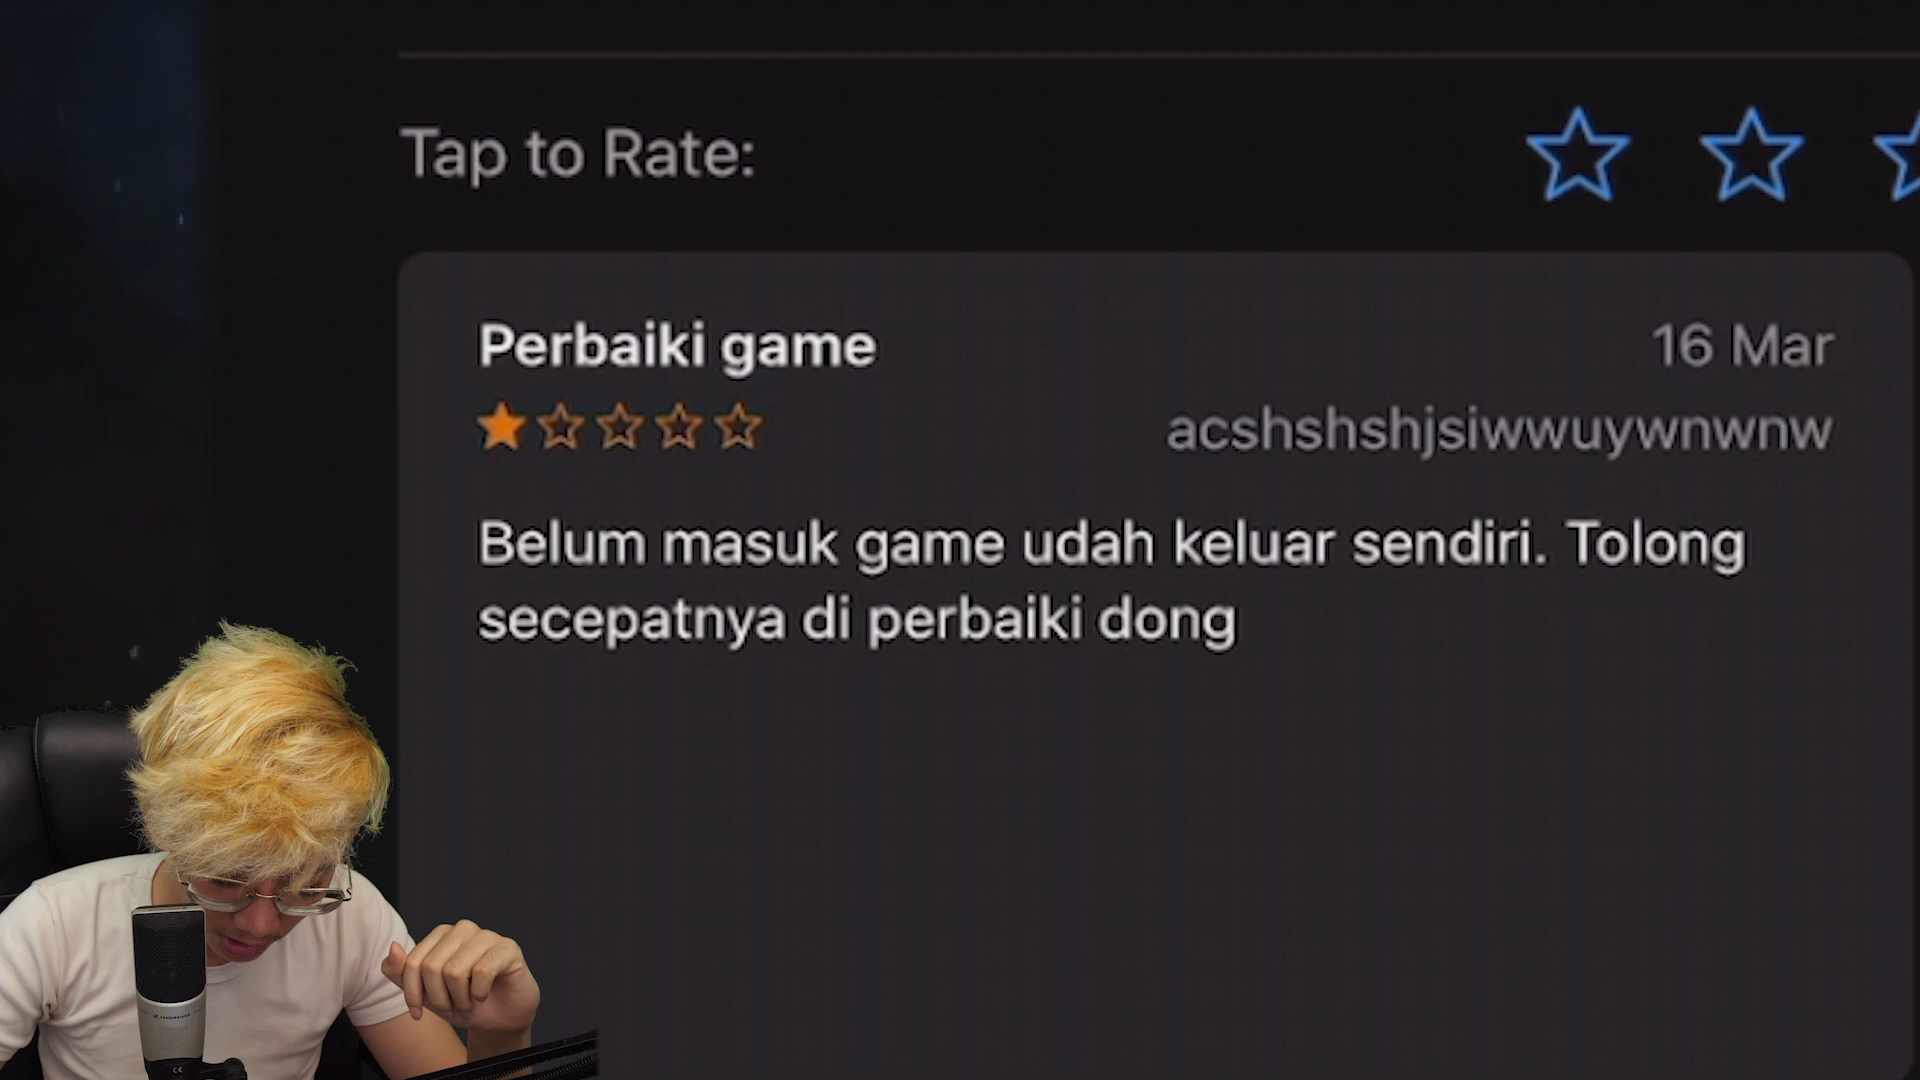 Tap to Rate:
Perbaiki game
16 Mar
acshshshjsiwwuywnwnw
Belum masuk game udah keluar sendiri. Tolong
secepatnya di perbaiki dong